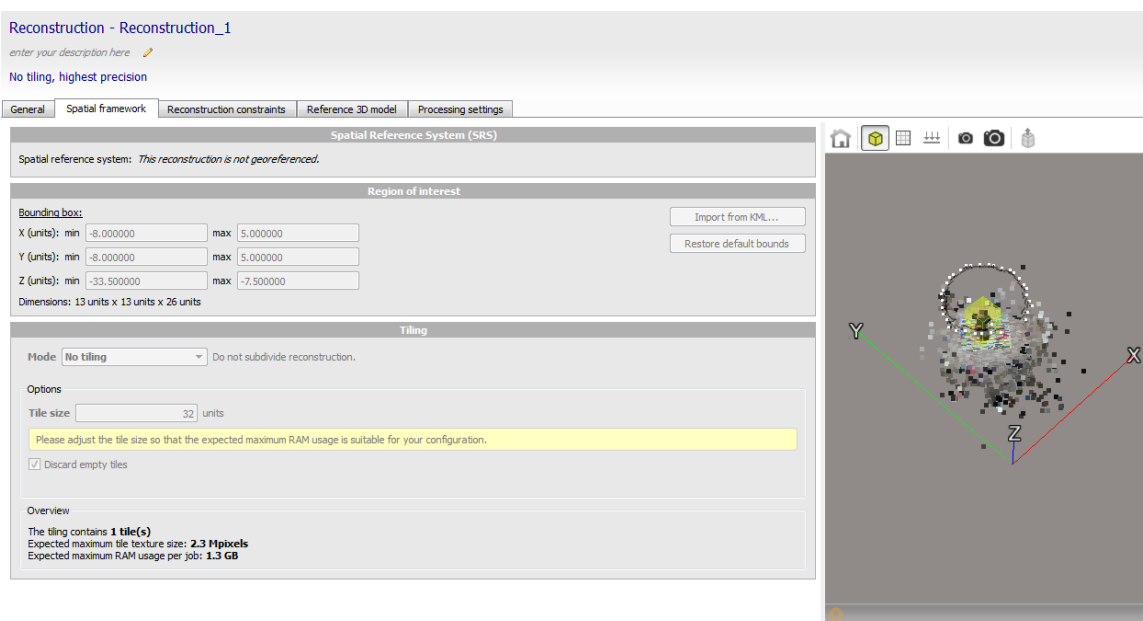 Reconstruction - Reconstruction_1
enter your description here
No tiling, highest precision
General Spatial framework Reconstruction constraints Reference 3D model Processing settings
Spatial Reference System (SRS)
Spatial reference system: This reconstruction is not georeferenced.
Region of interest
Bounding box:
Import from KML...
X (units): min -8.000000 max 5.000000
Restore default bounds
Y (units): min -8.000000 max 5.000000
Z (units): min -33.500000 max -7.500000
Dimensions: 13 units x 13 units x 26 units
Tiling
Mode No tiling Do not subdivide reconstruction.
Options
Tile size 32 units
Please adjust the tile size so that the expected maximum RAM usage is suitable for your configuration.
Discard empty tiles
Overview
The tiling contains 1 tile(s)
Expected maximum tile texture size: 2.3 Mpixels
Expected maximum RAM usage per job: 1.3 GB
Y
X
Z